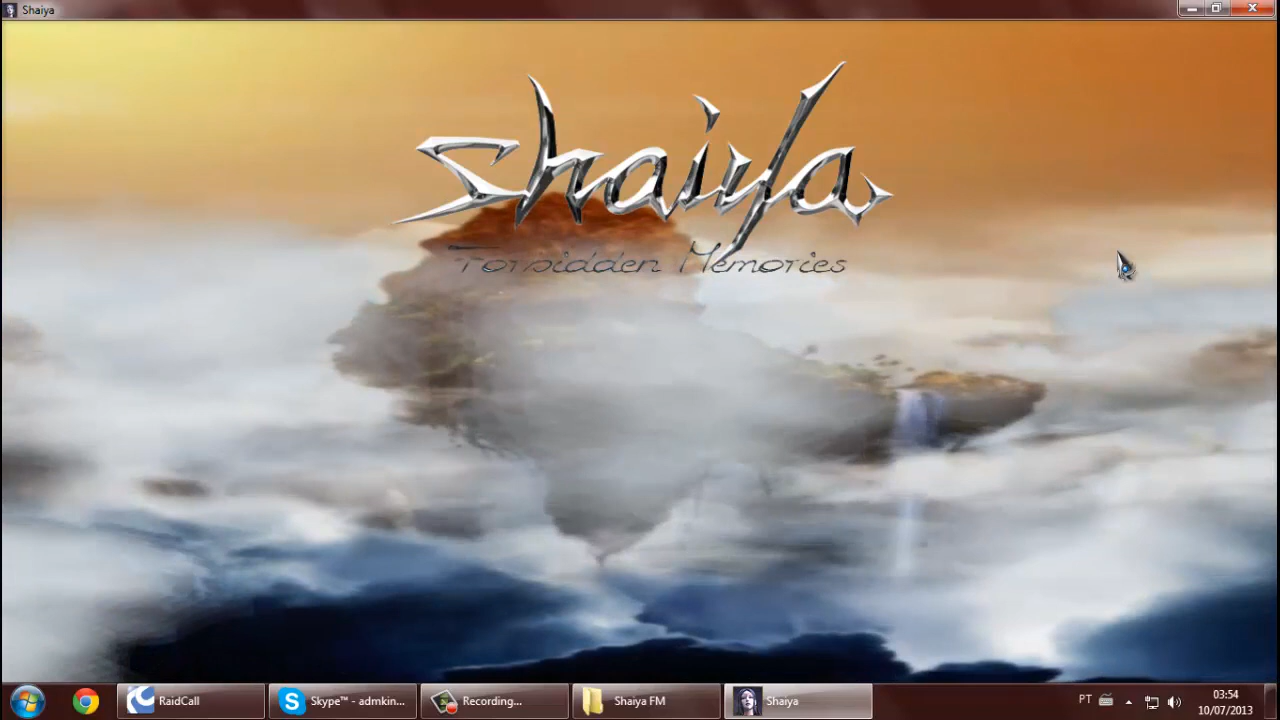 Shaiya
Shaiya
Forbidden Memories
RaidCall
Skype™ - admkin...
Recording...
Shaiya FM
Shaiya
PT
03:54
10/07/2013